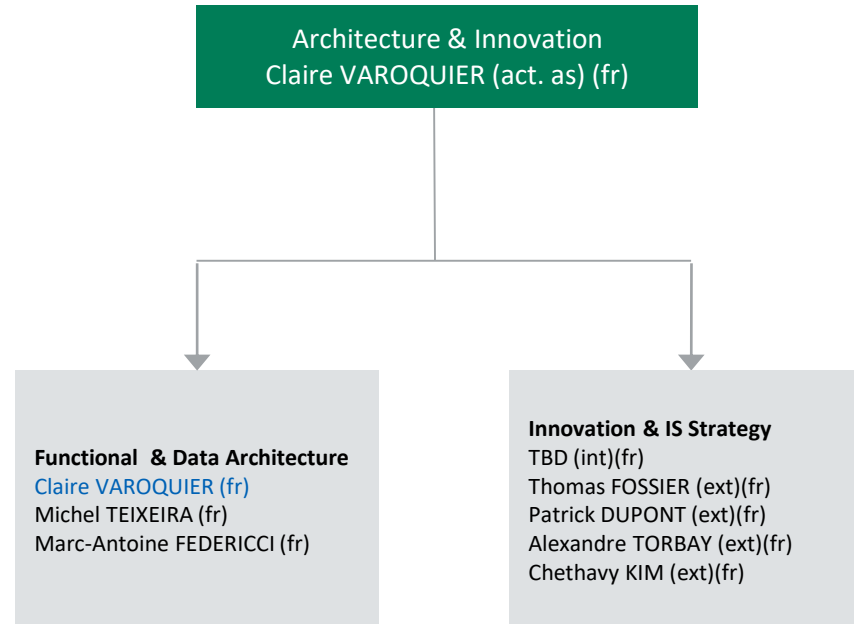 Architecture & Innovation
Claire VAROQUIER (act. as) (fr)
Functional & Data Architecture
Claire VAROQUIER (fr)
Michel TEIXEIRA (fr)
Marc-Antoine FEDERICCI (fr)
Innovation & IS Strategy
TBD (int)(fr)
Thomas FOSSIER (ext)(fr)
Patrick DUPONT (ext)(fr)
Alexandre TORBAY (ext)(fr)
Chethavy KIM (ext)(fr)